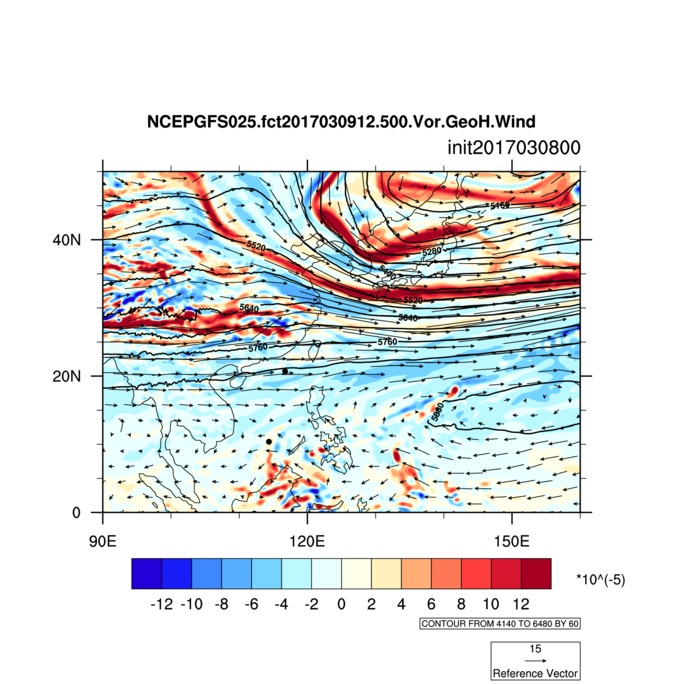 NCEPGFS025.fct2017030912.500.Vor.GeoH.Wind
init2017030800
5160
40N
5520
5280
5520
5640
5640
5760
5760
20N
5880
0
90E 120E 150E
-12 -10 -8 -6 -4 -2 0 2 4 6 8 10 12
*10^(-5)
CONTOUR FROM 4140 TO 6480 BY 60
15
Reference Vector